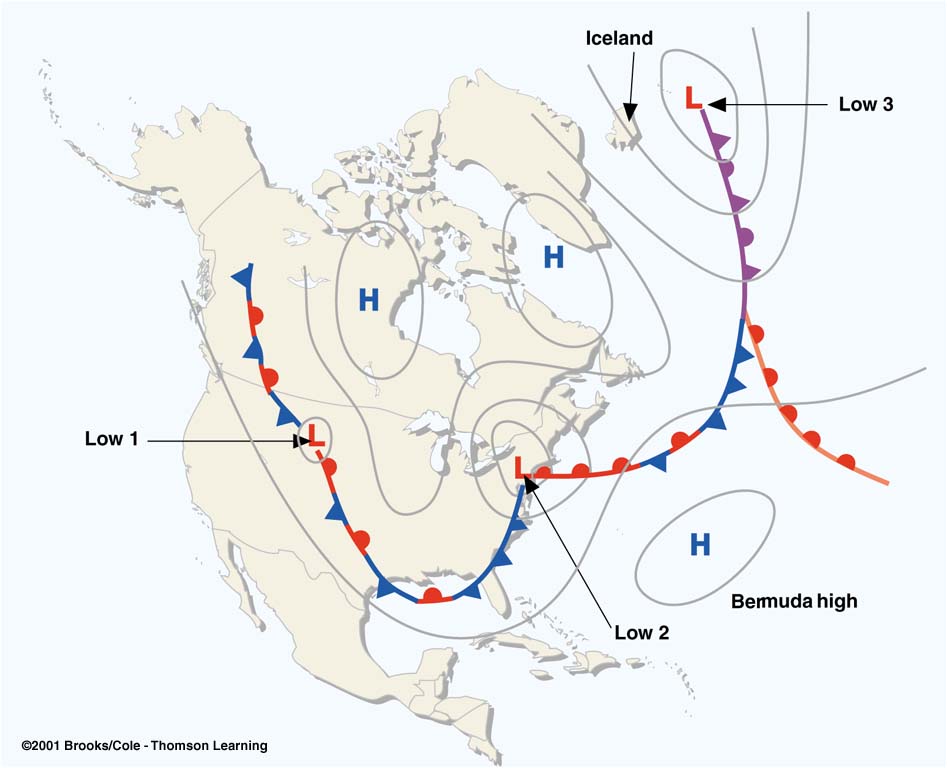 Iceland
L
Low 3
H
H
Low 1
L
L
H
Bermuda high
Low 2
©2001 Brooks/Cole - Thomson Learning